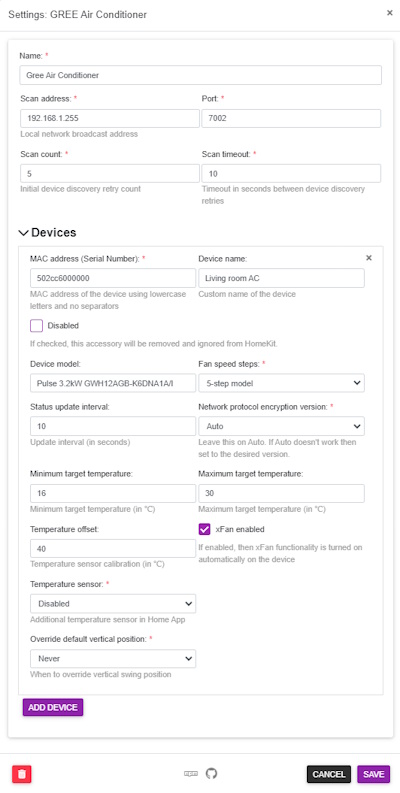 Settings: GREE Air Conditioner ×
Name: *
Gree Air Conditioner
Scan address: * Port: *
192.168.1.255 7002
Local network broadcast address
Scan count: * Scan timeout: *
5 10
Initial device discovery retry count Timeout in seconds between device discovery
retries
Devices
MAC address (Serial Number): * Device name: ×
502cc6000000 Living room AC
MAC address of the device using lowercase Custom name of the device
letters and no separators
Disabled
If checked, this accessory will be removed and ignored from HomeKit.
Device model: Fan speed steps: *
Pulse 3.2kW GWH12AGB-K6DNA1A/I 5-step model
Status update interval: Network protocol encryption version: *
10 Auto
Update interval (in seconds) Leave this on Auto. If Auto doesn't work then
set to the desired version.
Minimum target temperature: Maximum target temperature:
16 30
Minimum target temperature (in °C) Maximum target temperature (in °C)
Temperature offset: xFan enabled
40 If enabled, then xFan functionality is turned on
Temperature sensor calibration (in °C) automatically on the device
Temperature sensor: *
Disabled
Additional temperature sensor in Home App
Override default vertical position: *
Never
When to override vertical swing position
ADD DEVICE
CANCEL SAVE